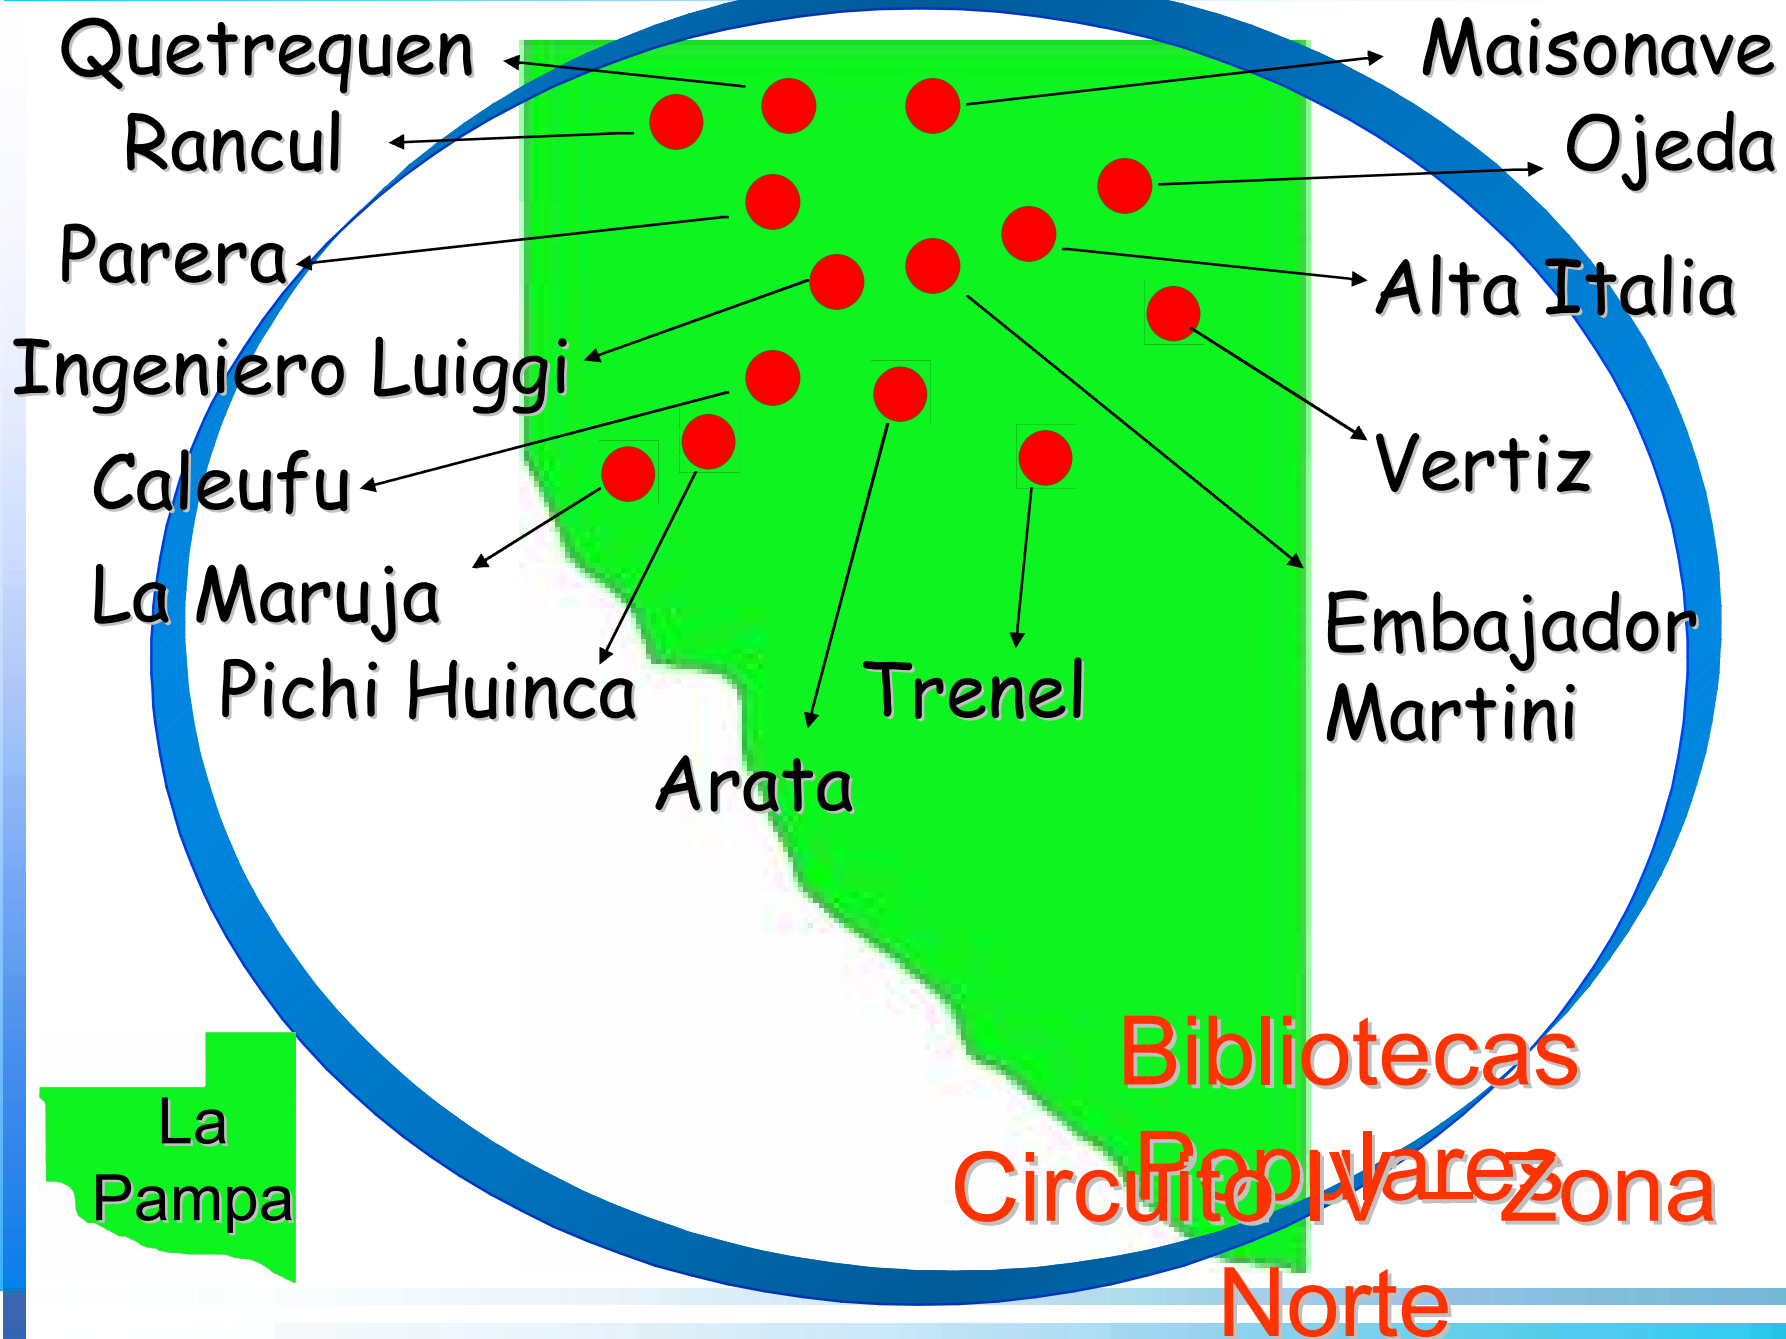 Quetrequen
Maisonave
Rancul
Ojeda
Parera
Alta Italia
Ingeniero Luiggi
Caleufu
Vertiz
La Maruja
Embajador
Martini
Pichi Huinca
Trenel
Arata
La
Pampa
Bibliotecas
Populares
Circuito IV – Zona
Norte